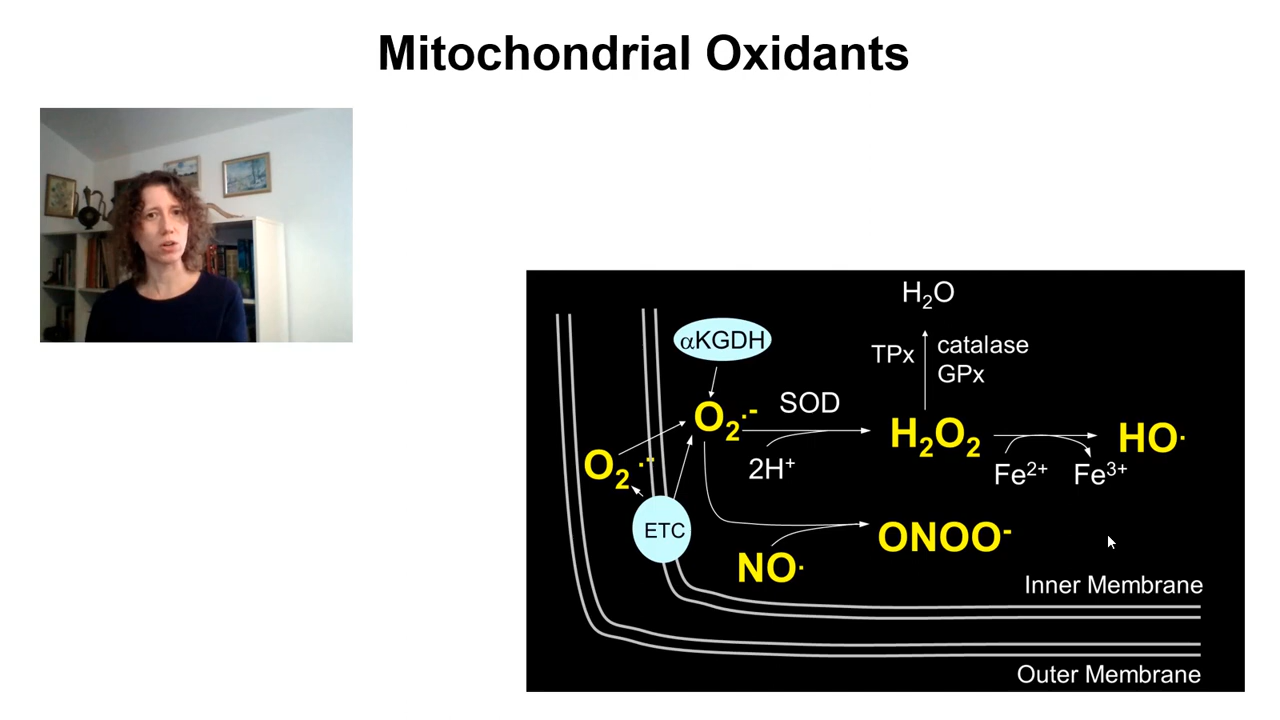 Mitochondrial Oxidants
H₂O
αKGDH
TPx
catalase
GPx
O₂·⁻
SOD
2H⁺
H₂O₂
HO·
Fe²⁺
Fe³⁺
O₂·⁻
ETC
NO·
ONOO⁻
Inner Membrane
Outer Membrane